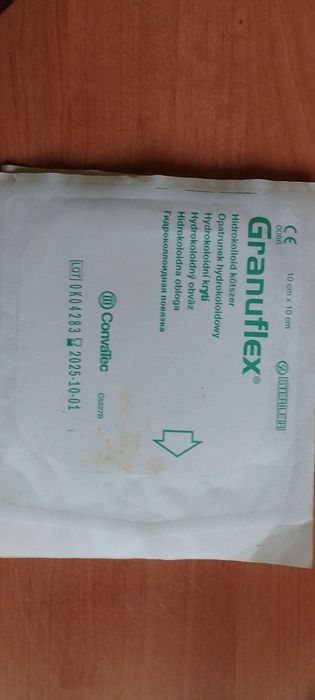 CE
0086
10 cm x 10 cm
STERILE R
Granuflex®
Hidrokolloid kötszer
Opatrunek hydrokoloidowy
Hydrokoloidní krytí
Hydrokoloidný obväz
Hidrokoloidna obloga
Гидроколлоидная повязка
ConvaTec
LOT 0K04283 2025-10-01